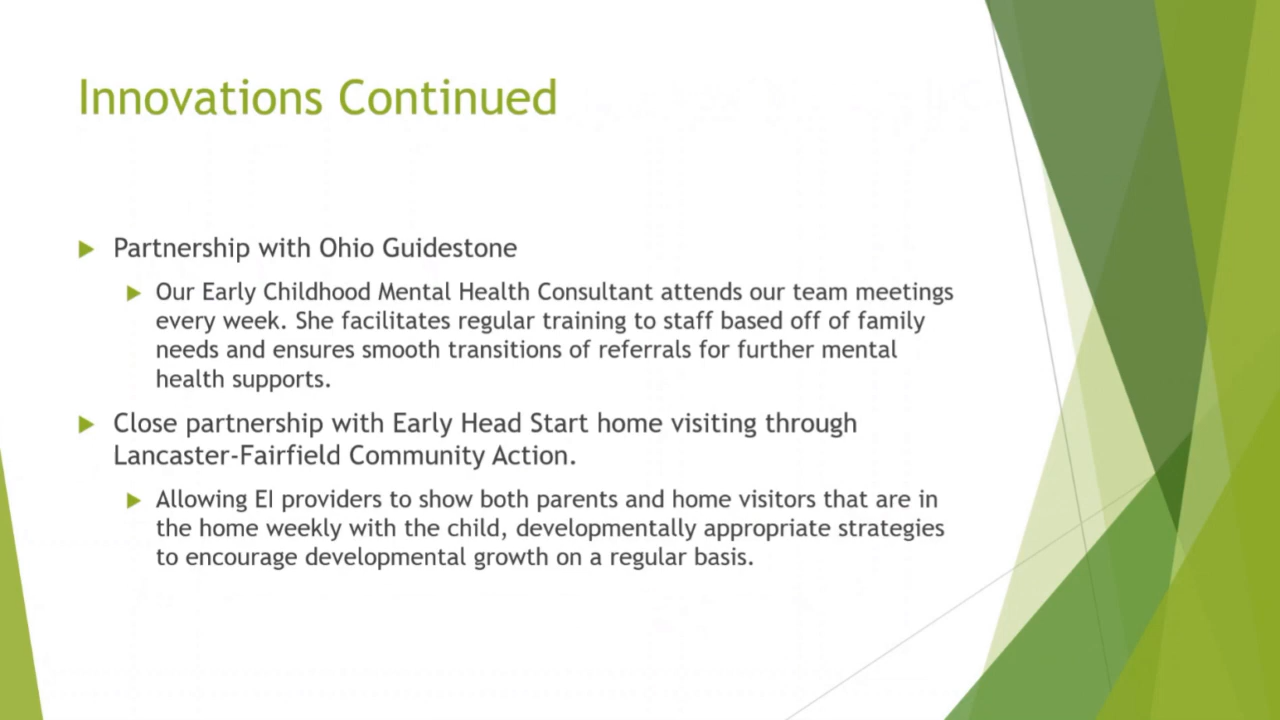 Innovations Continued
Partnership with Ohio Guidestone
Our Early Childhood Mental Health Consultant attends our team meetings
every week. She facilitates regular training to staff based off of family
needs and ensures smooth transitions of referrals for further mental
health supports.
Close partnership with Early Head Start home visiting through
Lancaster-Fairfield Community Action.
Allowing EI providers to show both parents and home visitors that are in
the home weekly with the child, developmentally appropriate strategies
to encourage developmental growth on a regular basis.